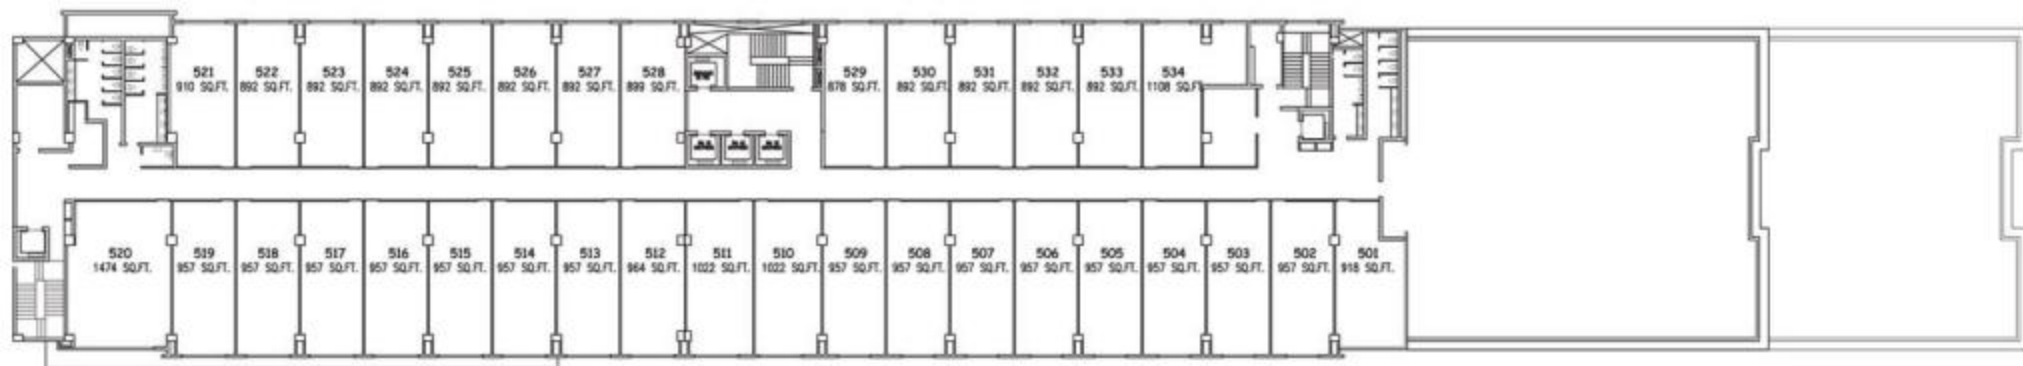 521
910 SQ.FT.
522
892 SQ.FT.
523
892 SQ.FT.
524
892 SQ.FT.
525
892 SQ.FT.
526
892 SQ.FT.
527
892 SQ.FT.
528
899 SQ.FT.
529
878 SQ.FT.
530
892 SQ.FT.
531
892 SQ.FT.
532
892 SQ.FT.
533
892 SQ.FT.
534
1108 SQ.FT
520
1474 SQ.FT.
519
957 SQ.FT.
518
957 SQ.FT.
517
957 SQ.FT.
516
957 SQ.FT.
515
957 SQ.FT.
514
957 SQ.FT.
513
957 SQ.FT.
512
964 SQ.FT.
511
1022 SQ.FT.
510
1022 SQ.FT.
509
957 SQ.FT.
508
957 SQ.FT.
507
957 SQ.FT.
506
957 SQ.FT.
505
957 SQ.FT.
504
957 SQ.FT.
503
957 SQ.FT.
502
957 SQ.FT.
501
918 SQ.FT.